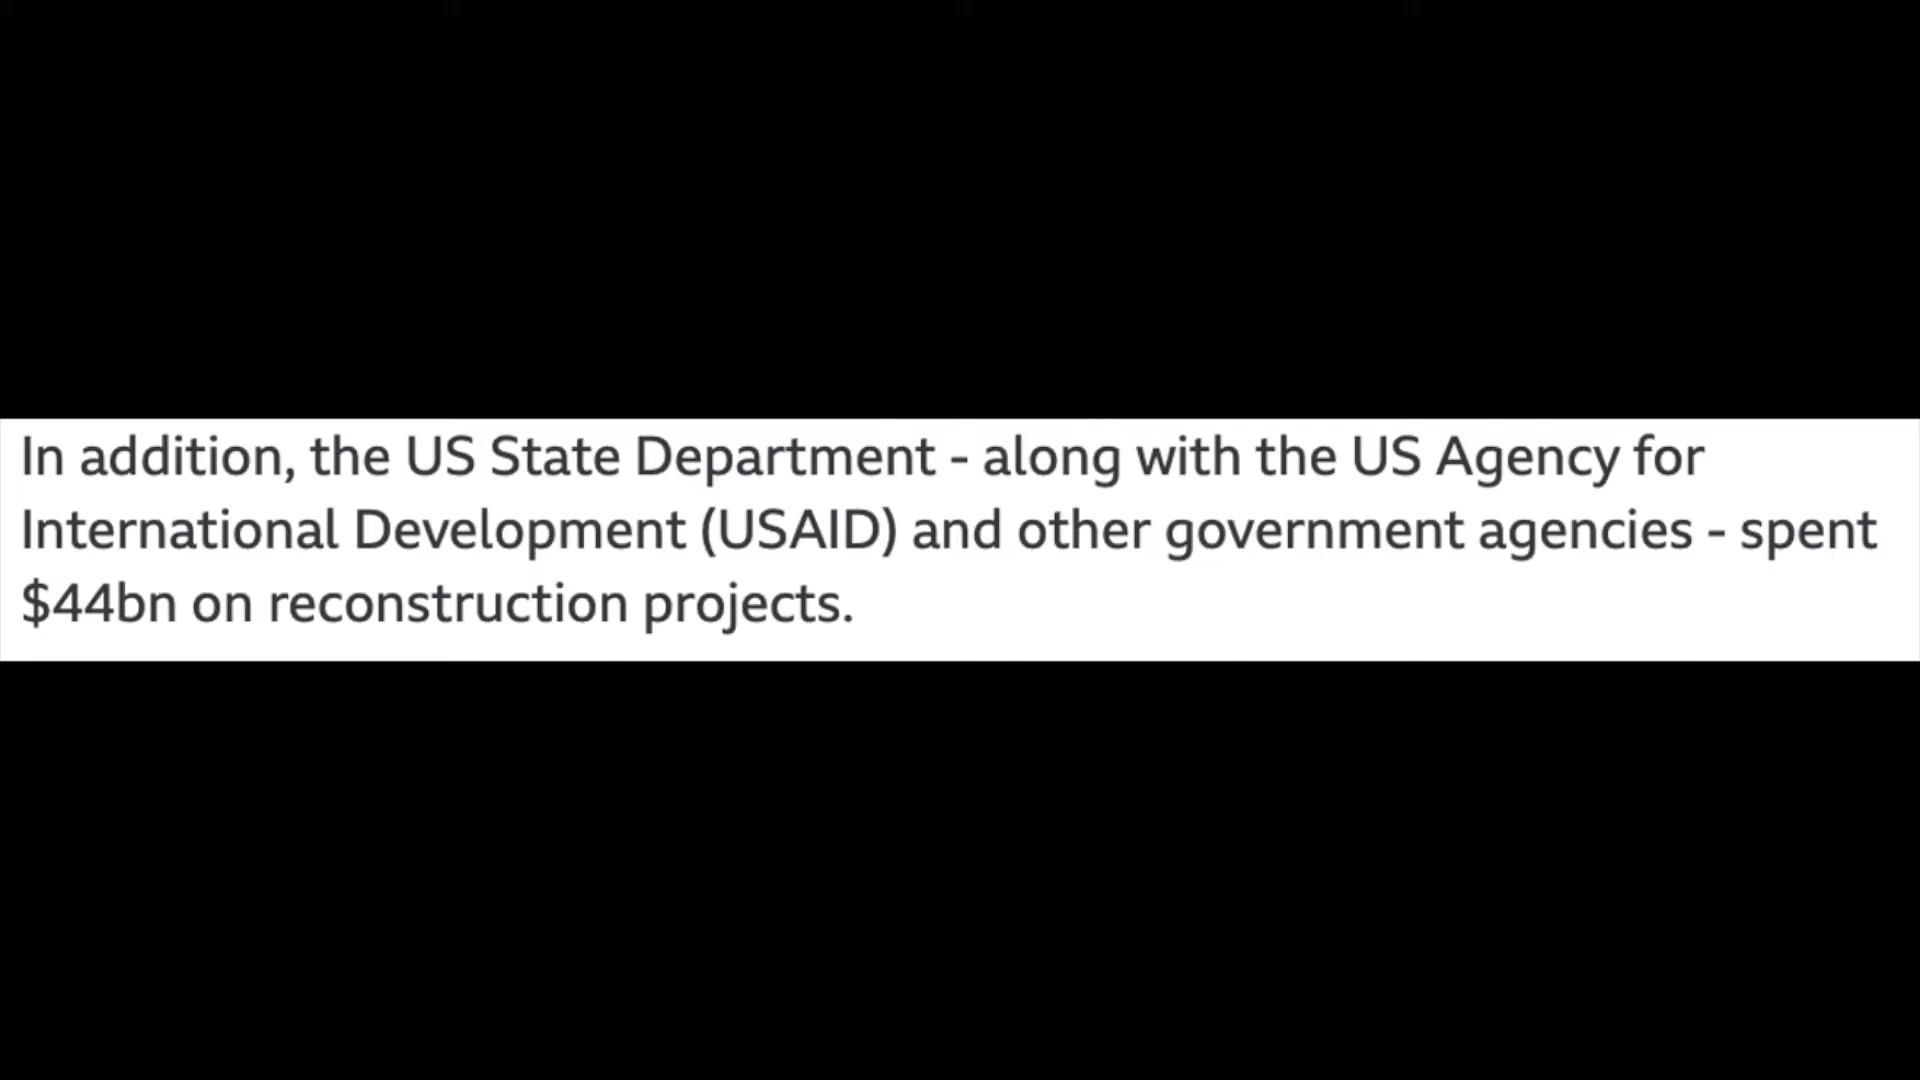 In addition, the US State Department - along with the US Agency for
International Development (USAID) and other government agencies - spent
$44bn on reconstruction projects.